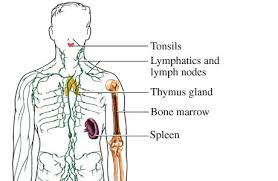 Tonsils
Lymphatics and
lymph nodes
Thymus gland
Bone marrow
Spleen